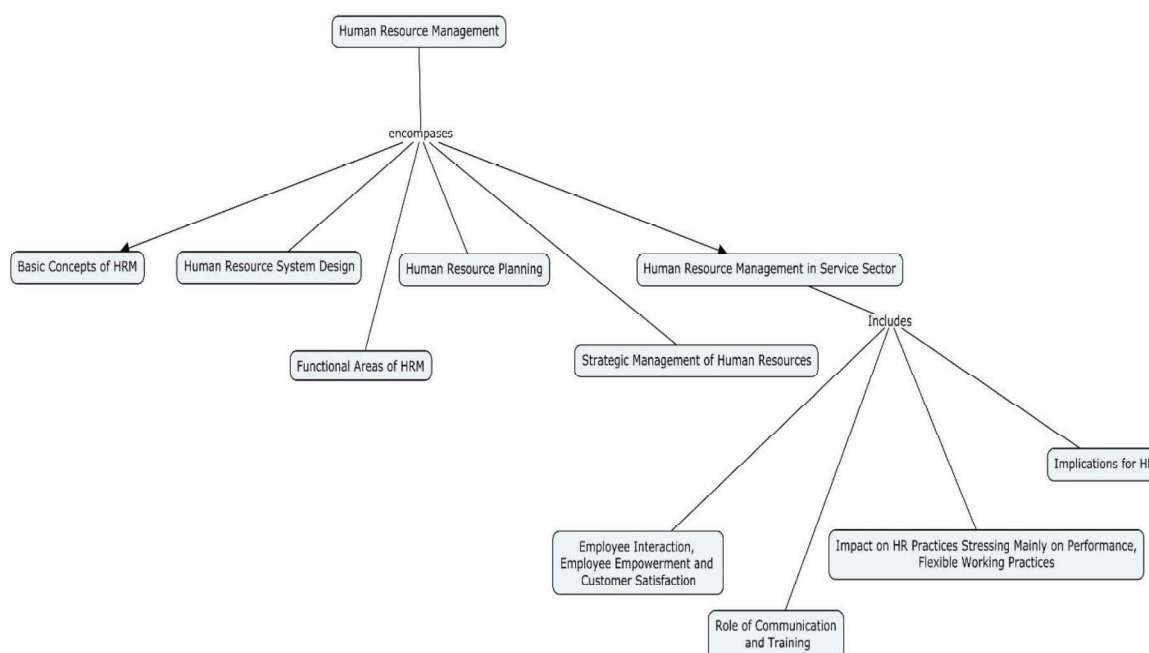 Human Resource Management
encompases
Basic Concepts of HRM
Human Resource System Design
Human Resource Planning
Human Resource Management in Service Sector
Includes
Functional Areas of HRM
Strategic Management of Human Resources
Implications for
Employee Interaction,
Employee Empowerment and
Customer Satisfaction
Impact on HR Practices Stressing Mainly on Performance,
Flexible Working Practices
Role of Communication
and Training